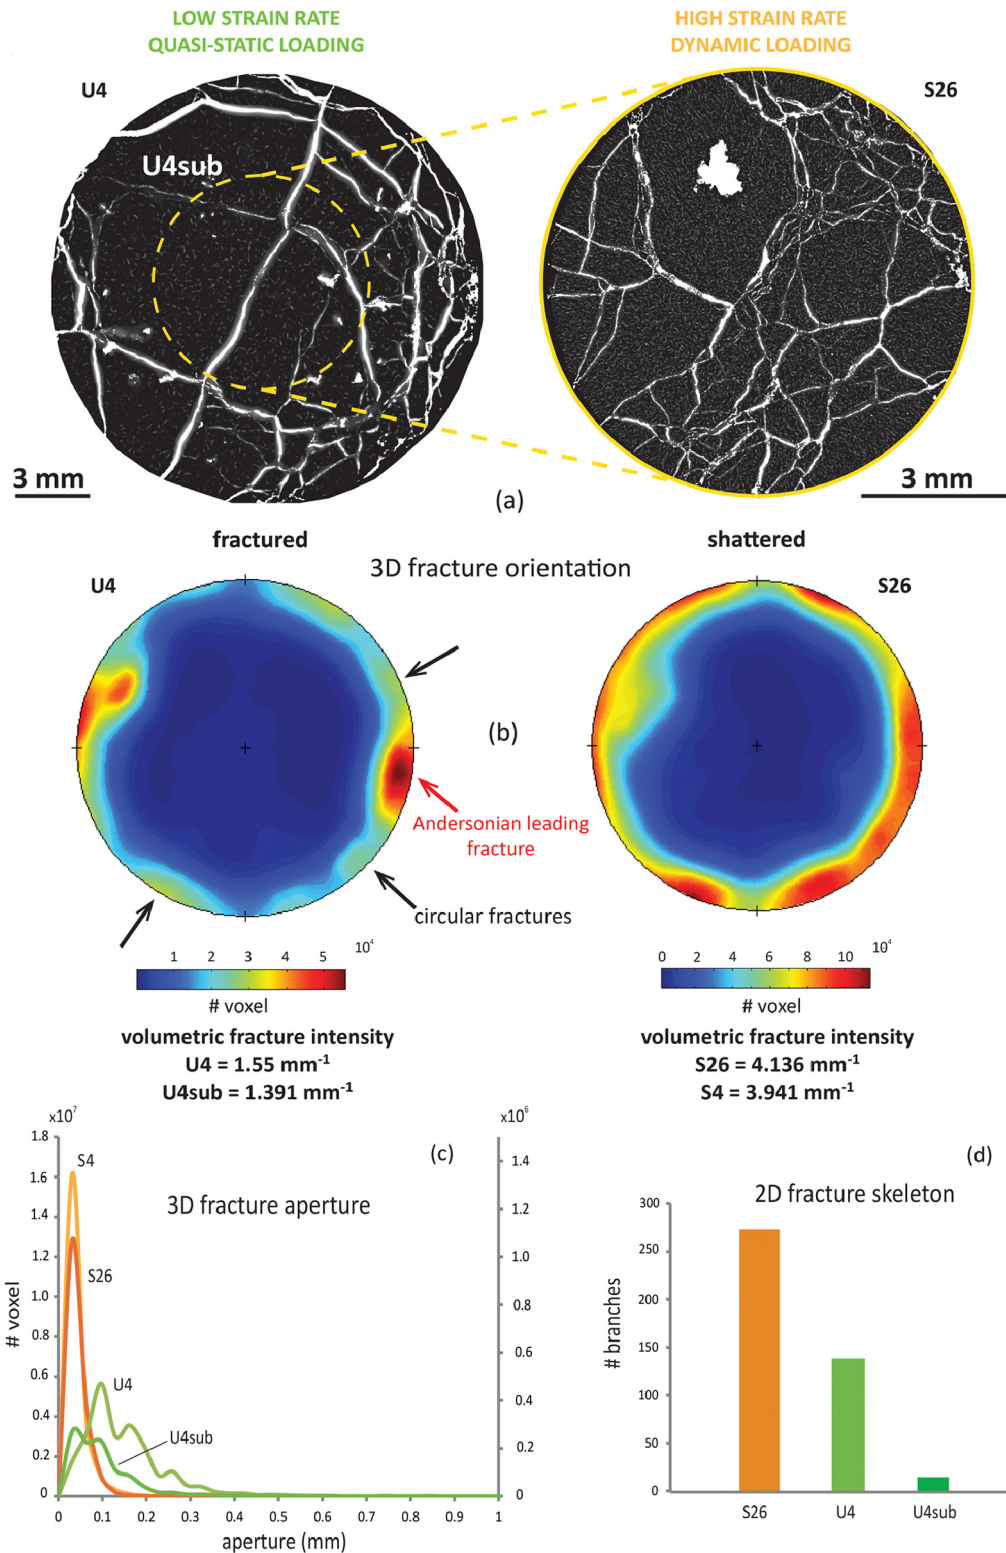 LOW STRAIN RATE
QUASI-STATIC LOADING
HIGH STRAIN RATE
DYNAMIC LOADING
U4
S26
U4sub
3 mm
3 mm
(a)
fractured
shattered
3D fracture orientation
U4
S26
(b)
Andersonian leading
fracture
circular fractures
1 2 3 4 5 10⁴
# voxel
0 2 4 6 8 10 10⁴
# voxel
volumetric fracture intensity
U4 = 1.55 mm⁻¹
U4sub = 1.391 mm⁻¹
volumetric fracture intensity
S26 = 4.136 mm⁻¹
S4 = 3.941 mm⁻¹
x10⁷
x10⁶
(c)
3D fracture aperture
S4
S26
U4
U4sub
1.8
1.6
1.4
1.2
1.0
0.8
0.6
0.4
0.2
0
# voxel
1.4
1.2
1.0
0.8
0.6
0.4
0.2
0
0 0.1 0.2 0.3 0.4 0.5 0.6 0.7 0.8 0.9 1
aperture (mm)
(d)
2D fracture skeleton
300
250
200
150
100
50
0
# branches
S26 U4 U4sub